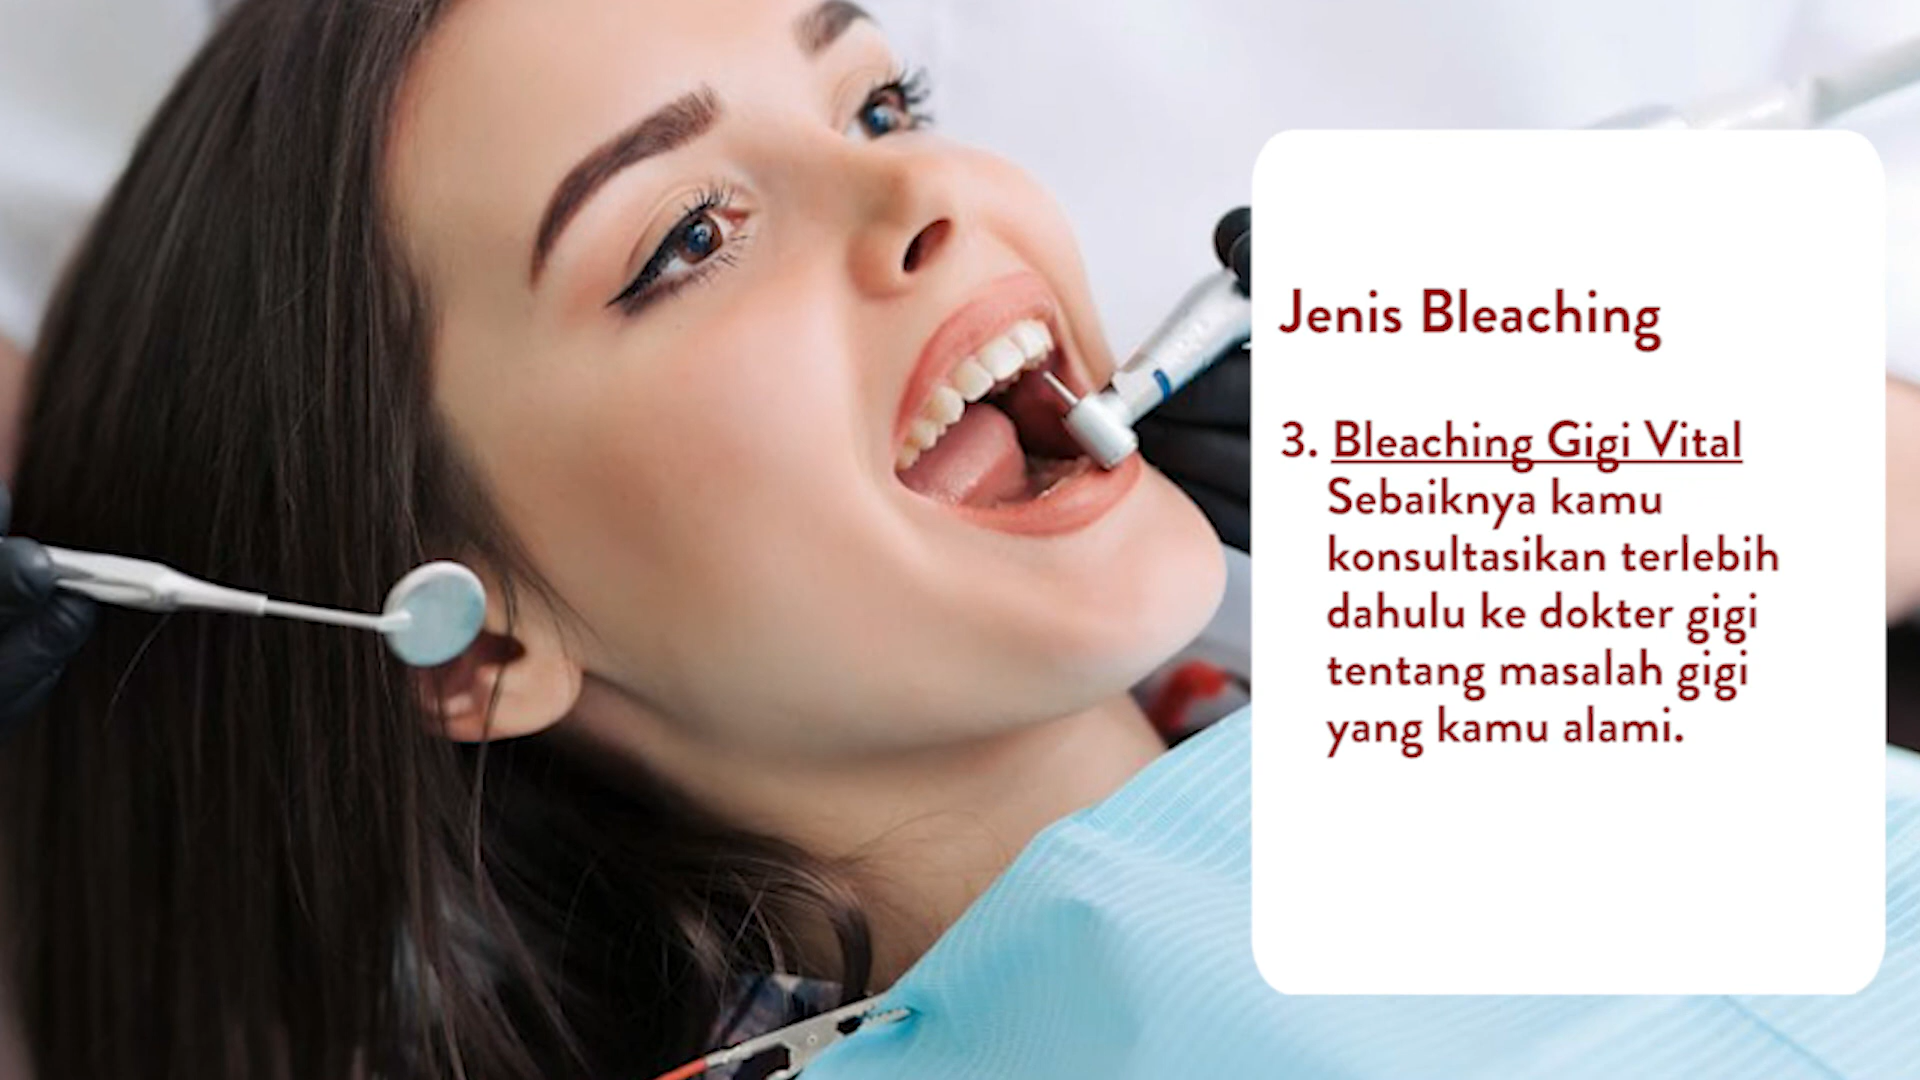 Jenis Bleaching
3. Bleaching Gigi Vital
Sebaiknya kamu
konsultasikan terlebih
dahulu ke dokter gigi
tentang masalah gigi
yang kamu alami.